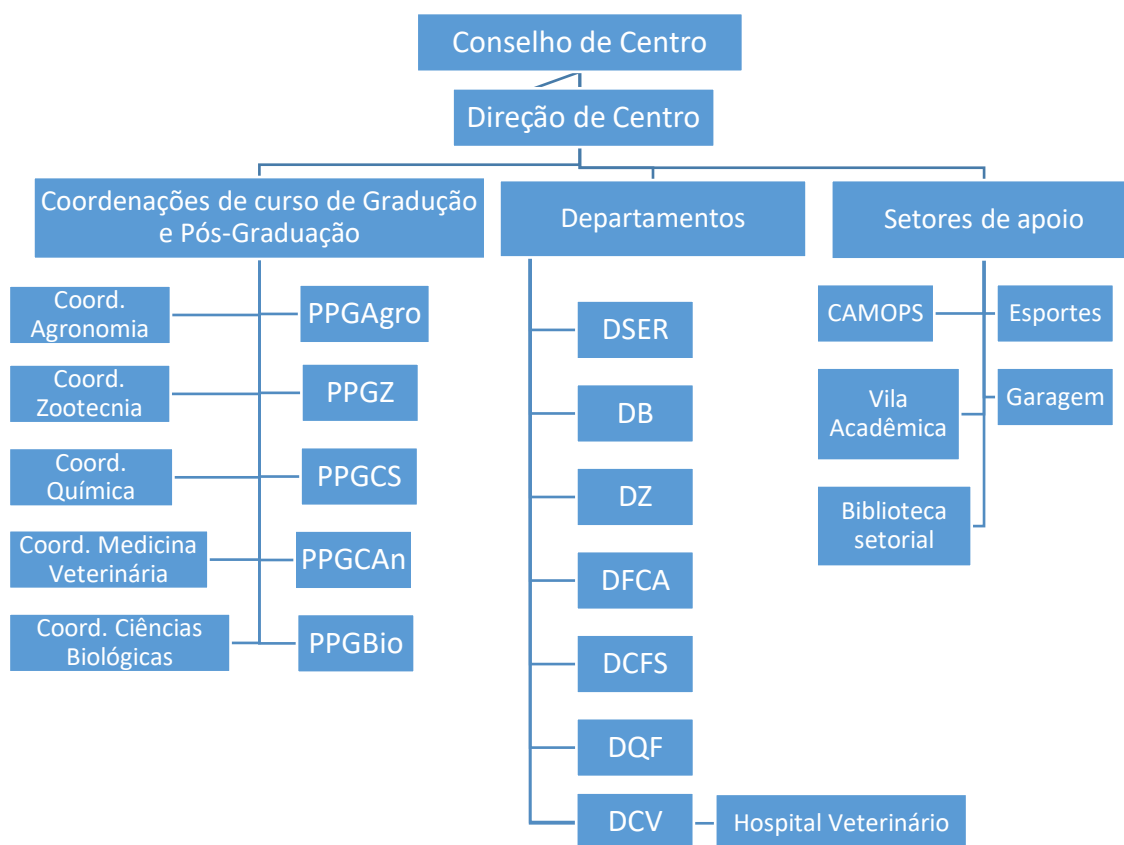 Conselho de Centro
Direção de Centro
Coordenações de curso de Gradução
e Pós-Graduação
Departamentos
Setores de apoio
Coord.
Agronomia
PPGAgro
Coord.
Zootecnia
PPGZ
Coord.
Química
PPGCS
Coord. Medicina
Veterinária
PPGCAn
Coord. Ciências
Biológicas
PPGBio
DSER
DB
DZ
DFCA
DCFS
DQF
DCV
Hospital Veterinário
CAMOPS
Esportes
Vila
Acadêmica
Garagem
Biblioteca
setorial